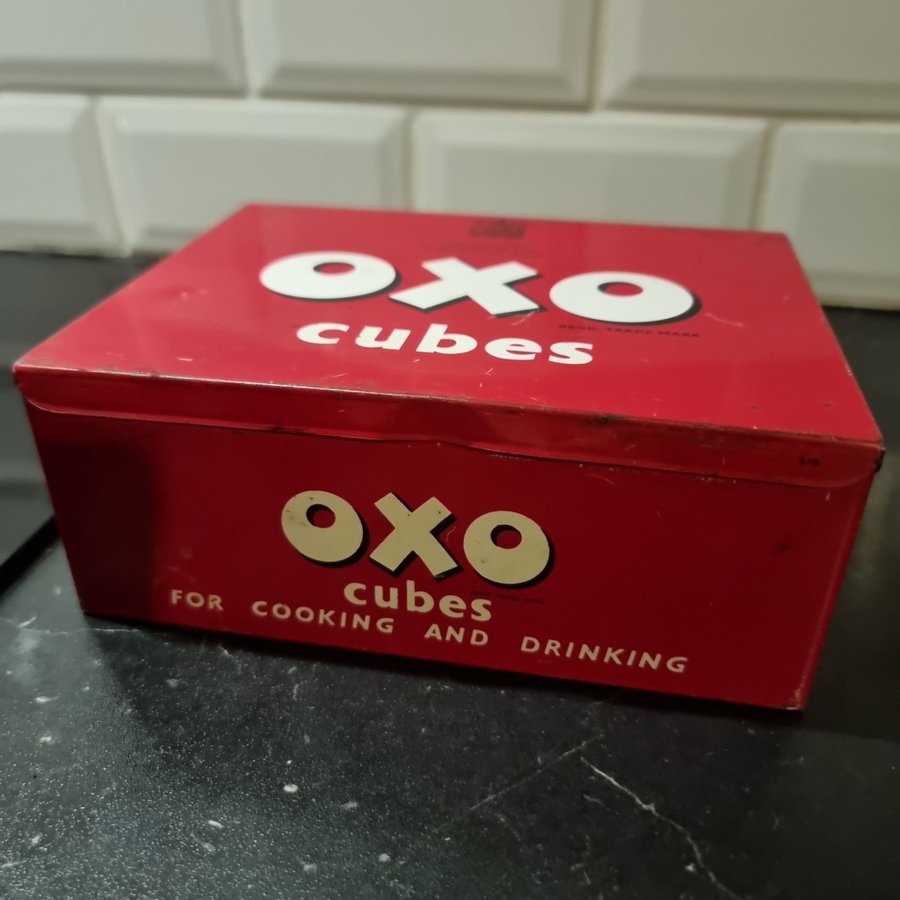 OXO
REGD. TRADE MARK
cubes
OXO
cubes
FOR COOKING AND DRINKING